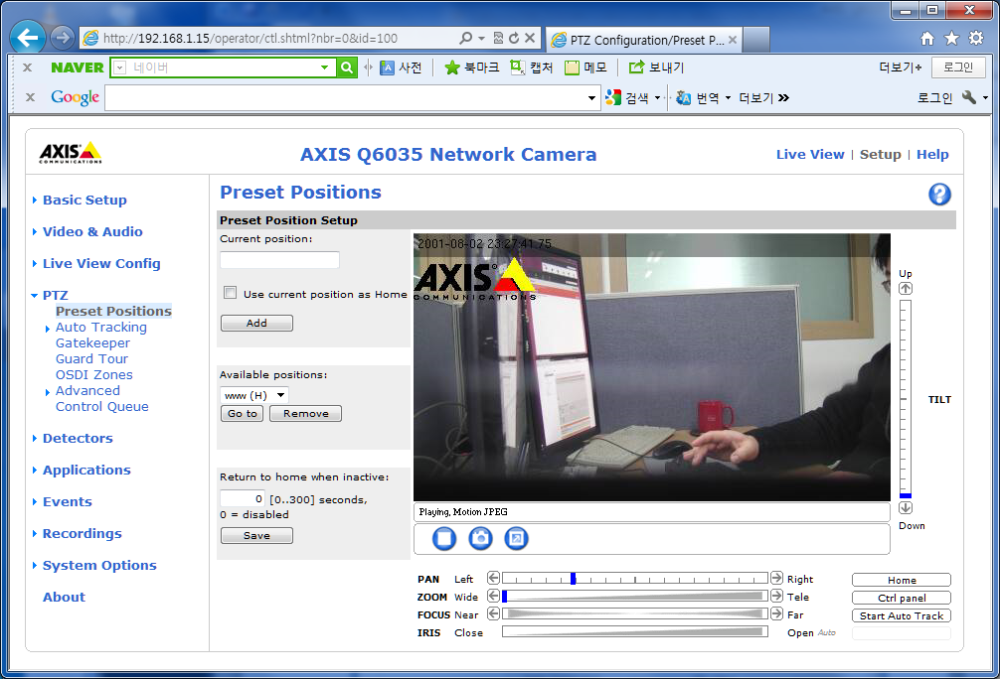 http://192.168.1.15/operator/ctl.shtml?nbr=0&id=100
PTZ Configuration/Preset P...
x NAVER 네이버 사전 북마크 캡처 메모 보내기 더보기+ 로그인
x Google 검색 번역 더보기 » 로그인
AXIS COMMUNICATIONS
AXIS Q6035 Network Camera
Live View | Setup | Help
Basic Setup
Video & Audio
Live View Config
PTZ
Preset Positions
Auto Tracking
Gatekeeper
Guard Tour
OSDI Zones
Advanced
Control Queue
Detectors
Applications
Events
Recordings
System Options
About
Preset Positions
?
Preset Position Setup
Current position:
Use current position as Home
Add
Available positions:
www (H)
Go to Remove
Return to home when inactive:
0 [0..300] seconds,
0 = disabled
Save
2001-08-02 23:27:41.75
AXIS
COMMUNICATIONS
Playing, Motion JPEG
Up
TILT
Down
PAN Left Right Home
ZOOM Wide Tele Ctrl panel
FOCUS Near Far Start Auto Track
IRIS Close Open Auto